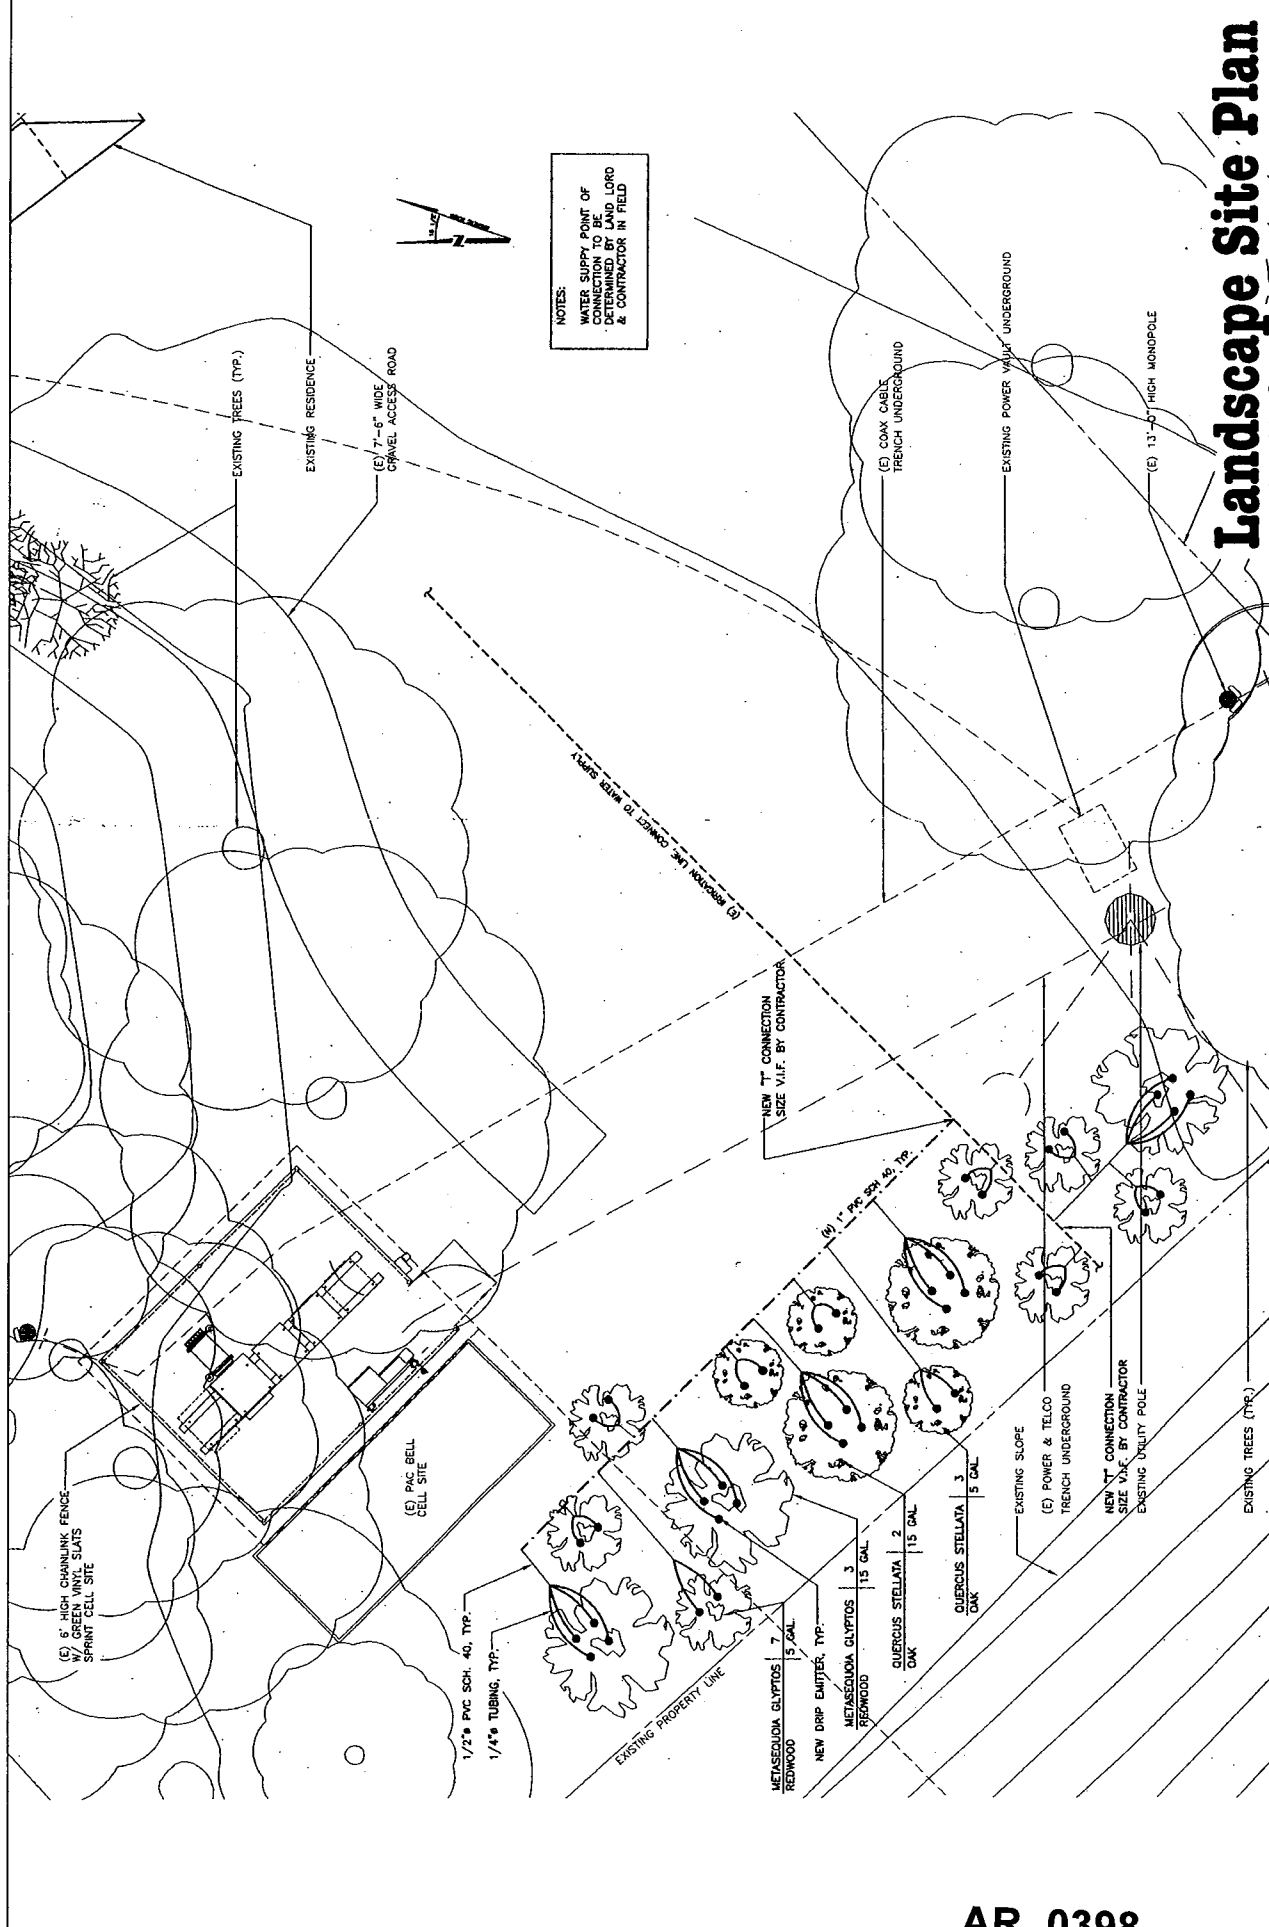 Landscape Site Plan
EXISTING TREES (TYP.)
EXISTING RESIDENCE
(E) 7'-6" WIDE
GRAVEL ACCESS ROAD
NOTES:
WATER SUPPY POINT OF
CONNECTION TO BE
DETERMINED BY LAND LORD
& CONTRACTOR IN FIELD
N
(E) COAX CABLE
TRENCH UNDERGROUND
EXISTING POWER VAULT UNDERGROUND
(E) 13'-0" HIGH MONOPOLE
(E) IRRIGATION LINE, CONNECT TO WATER SUPPLY
NEW "T" CONNECTION
SIZE V.I.F. BY CONTRACTOR
(N) 1" PVC SCH 40, TYP.
(E) 6' HIGH CHAINLINK FENCE
W/ GREEN VINYL SLATS
SPRINT CELL SITE
(E) PAC BELL
CELL SITE
1/2"ø PVC SCH. 40, TYP.
1/4"ø TUBING, TYP.
EXISTING PROPERTY LINE
METASEQUOIA GLYPTOS 7
REDWOOD 5 GAL.
NEW DRIP EMITTER, TYP.
METASEQUOIA GLYPTOS 3
REDWOOD 15 GAL.
QUERCUS STELLATA 2
OAK 15 GAL.
QUERCUS STELLATA 3
OAK 5 GAL.
EXISTING SLOPE
(E) POWER & TELCO
TRENCH UNDERGROUND
NEW "T" CONNECTION
SIZE V.I.F. BY CONTRACTOR
EXISTING UTILITY POLE
EXISTING TREES (TYP.)
AR 0398